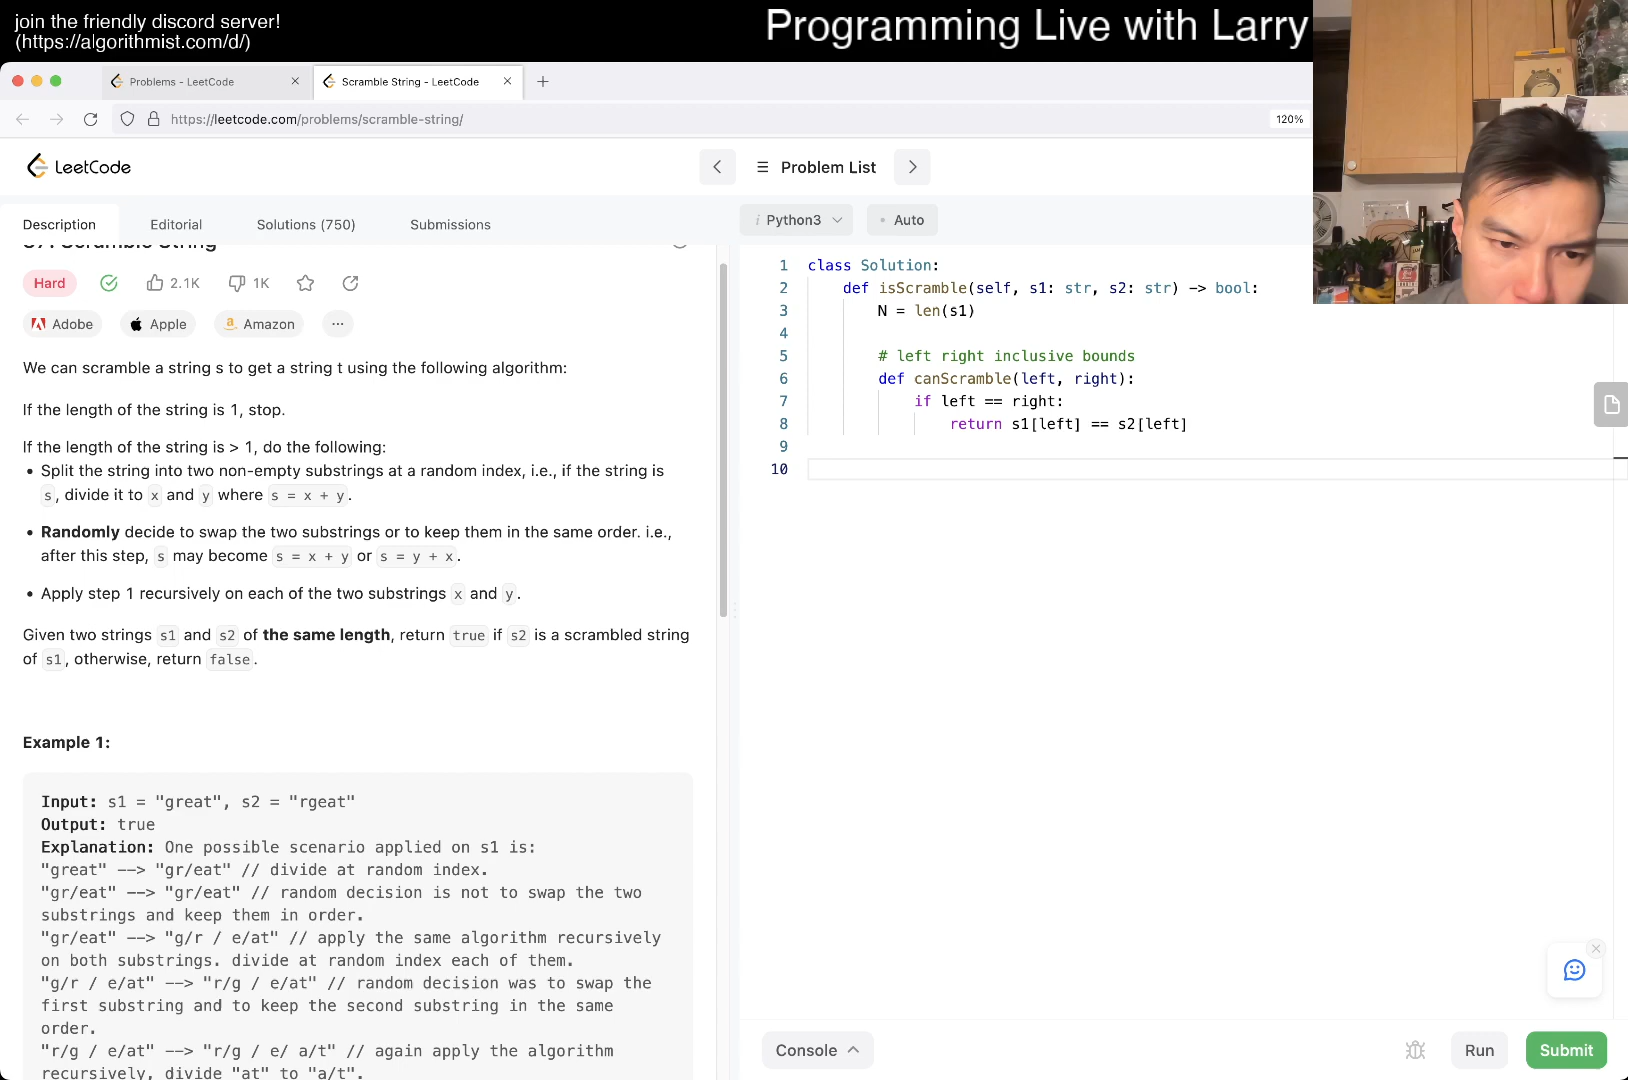 join the friendly discord server!
(https://algorithmist.com/d/)
Programming Live with Larry
Problems - LeetCode
Scramble String - LeetCode
https://leetcode.com/problems/scramble-string/
120%
LeetCode
Problem List
Description
Editorial
Solutions (750)
Submissions
Python3
Auto
87. Scramble String
Hard
2.1K
1K
Adobe
Apple
Amazon
We can scramble a string s to get a string t using the following algorithm:
If the length of the string is 1, stop.
If the length of the string is > 1, do the following:
• Split the string into two non-empty substrings at a random index, i.e., if the string is
s, divide it to x and y where s = x + y.
• Randomly decide to swap the two substrings or to keep them in the same order. i.e.,
after this step, s may become s = x + y or s = y + x.
• Apply step 1 recursively on each of the two substrings x and y.
Given two strings s1 and s2 of the same length, return true if s2 is a scrambled string
of s1, otherwise, return false.
Example 1:
Input: s1 = "great", s2 = "rgeat"
Output: true
Explanation: One possible scenario applied on s1 is:
"great" --> "gr/eat" // divide at random index.
"gr/eat" --> "gr/eat" // random decision is not to swap the two
substrings and keep them in order.
"gr/eat" --> "g/r / e/at" // apply the same algorithm recursively
on both substrings. divide at random index each of them.
"g/r / e/at" --> "r/g / e/at" // random decision was to swap the
first substring and to keep the second substring in the same
order.
"r/g / e/at" --> "r/g / e/ a/t" // again apply the algorithm
recursively, divide "at" to "a/t".
1 class Solution:
2 def isScramble(self, s1: str, s2: str) -> bool:
3 N = len(s1)
4
5 # left right inclusive bounds
6 def canScramble(left, right):
7 if left == right:
8 return s1[left] == s2[left]
9
10
Console
Run
Submit